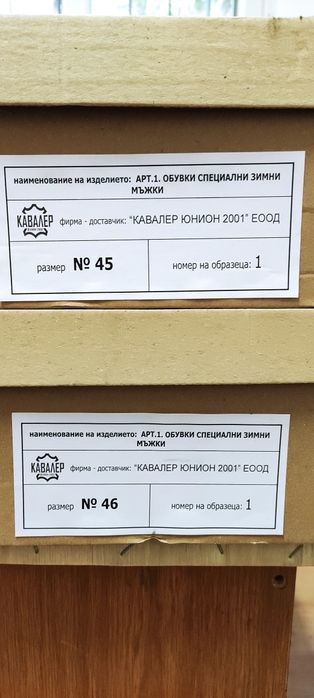 наименование на изделието: АРТ.1. ОБУВКИ СПЕЦИАЛНИ ЗИМНИ
МЪЖКИ
КАВАЛЕР фирма - доставчик: "КАВАЛЕР ЮНИОН 2001" ЕООД
размер № 45 номер на образеца: 1
наименование на изделието: АРТ.1. ОБУВКИ СПЕЦИАЛНИ ЗИМНИ
МЪЖКИ
КАВАЛЕР фирма - доставчик: "КАВАЛЕР ЮНИОН 2001" ЕООД
размер № 46 номер на образеца: 1